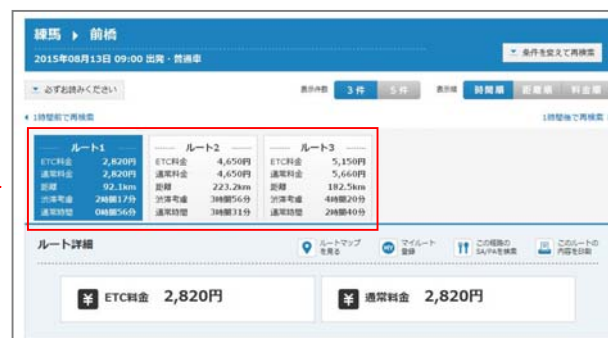 練馬 ▶ 前橋
2015年08月13日 09:00 出発・普通車
条件を変えて再検索
必ずお読みください
表示件数 3件 5件 表示順 時間順 距離順 料金順
1時間前で再検索 1時間後で再検索
ルート1
ETC料金 2,820円
通常料金 2,820円
距離 92.1km
渋滞考慮 2時間17分
通常時間 0時間56分
ルート2
ETC料金 4,650円
通常料金 4,650円
距離 223.2km
渋滞考慮 3時間56分
通常時間 3時間31分
ルート3
ETC料金 5,150円
通常料金 5,660円
距離 182.5km
渋滞考慮 4時間20分
通常時間 2時間40分
ルート詳細
ルートマップ
を見る
マイルート
登録
この経路の
SA/PAを検索
このルートの
内容を印刷
¥ ETC料金 2,820円
¥ 通常料金 2,820円